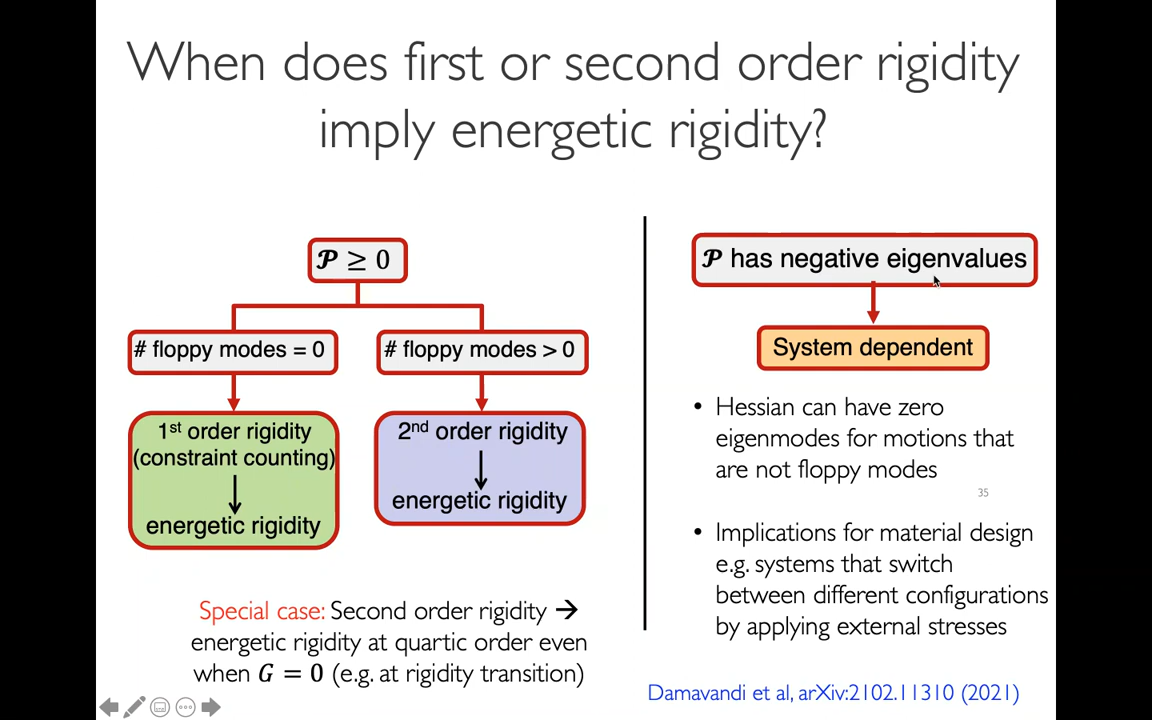 When does first or second order rigidity
imply energetic rigidity?
𝓟 ≥ 0
# floppy modes = 0
# floppy modes > 0
1st order rigidity
(constraint counting)
energetic rigidity
2nd order rigidity
energetic rigidity
Special case: Second order rigidity →
energetic rigidity at quartic order even
when G = 0 (e.g. at rigidity transition)
𝓟 has negative eigenvalues
System dependent
• Hessian can have zero
eigenmodes for motions that
are not floppy modes
35
• Implications for material design
e.g. systems that switch
between different configurations
by applying external stresses
Damavandi et al, arXiv:2102.11310 (2021)